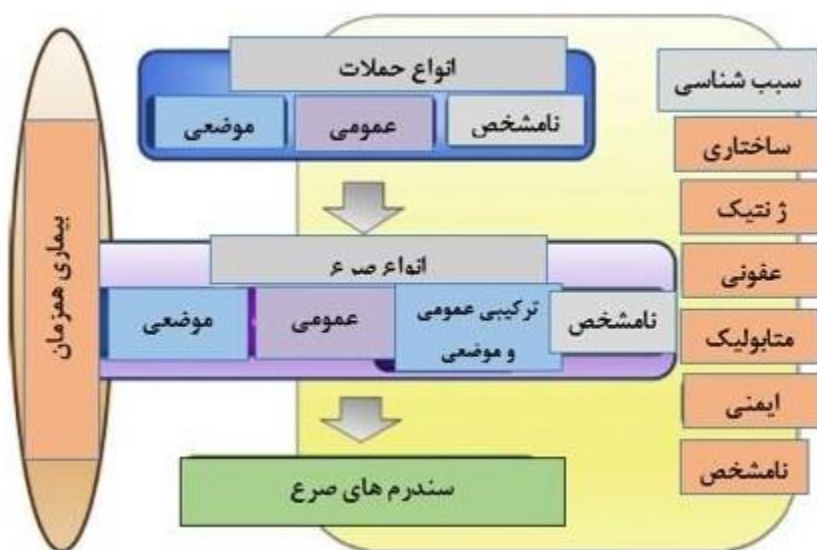 انواع حملات
نامشخص
عمومی
موضعی
انواع صرع
نامشخص
ترکیبی عمومی
و موضعی
عمومی
موضعی
سندرم های صرع
سبب شناسی
ساختاری
ژنتیک
عفونی
متابولیک
ایمنی
نامشخص
بیماری همزمان